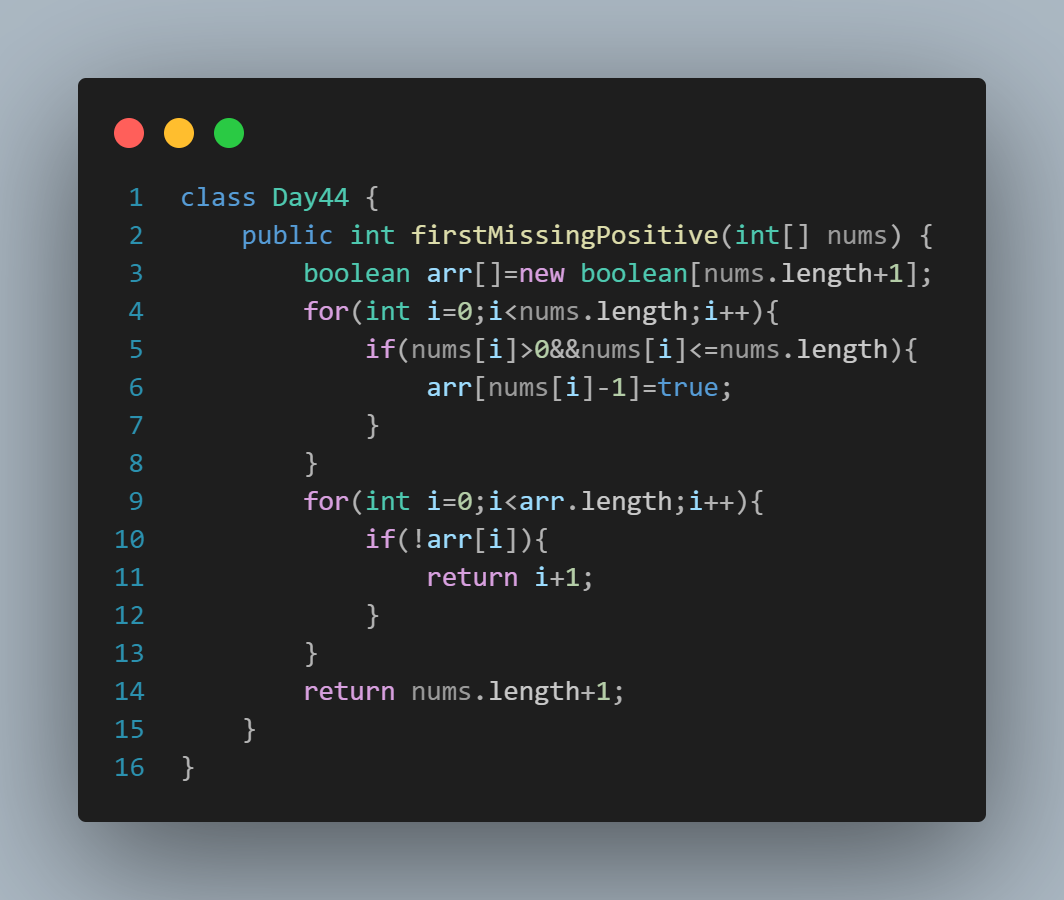 1 class Day44 {
2     public int firstMissingPositive(int[] nums) {
3         boolean arr[]=new boolean[nums.length+1];
4         for(int i=0;i<nums.length;i++){
5             if(nums[i]>0&&nums[i]<=nums.length){
6                 arr[nums[i]-1]=true;
7             }
8         }
9         for(int i=0;i<arr.length;i++){
10             if(!arr[i]){
11                 return i+1;
12             }
13         }
14         return nums.length+1;
15     }
16 }